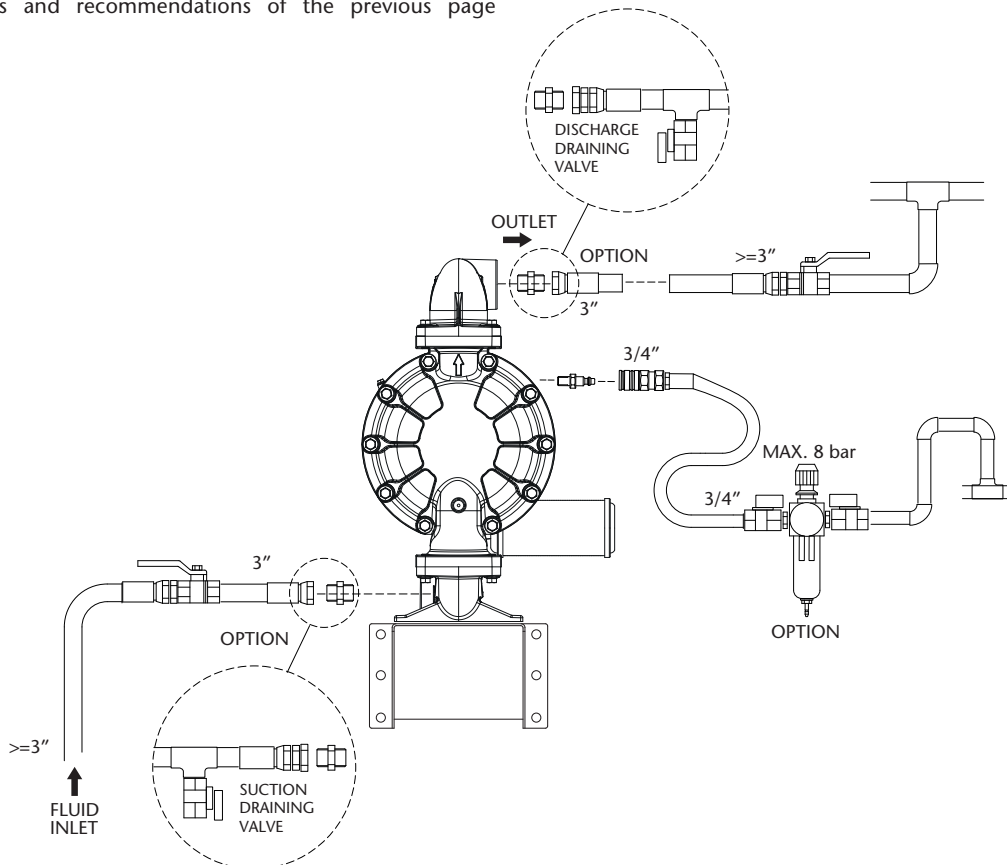 s and recommendations of the previous page
DISCHARGE
DRAINING
VALVE
OUTLET
OPTION
>=3"
3"
3/4"
MAX. 8 bar
3/4"
OPTION
3"
OPTION
>=3"
FLUID
INLET
SUCTION
DRAINING
VALVE